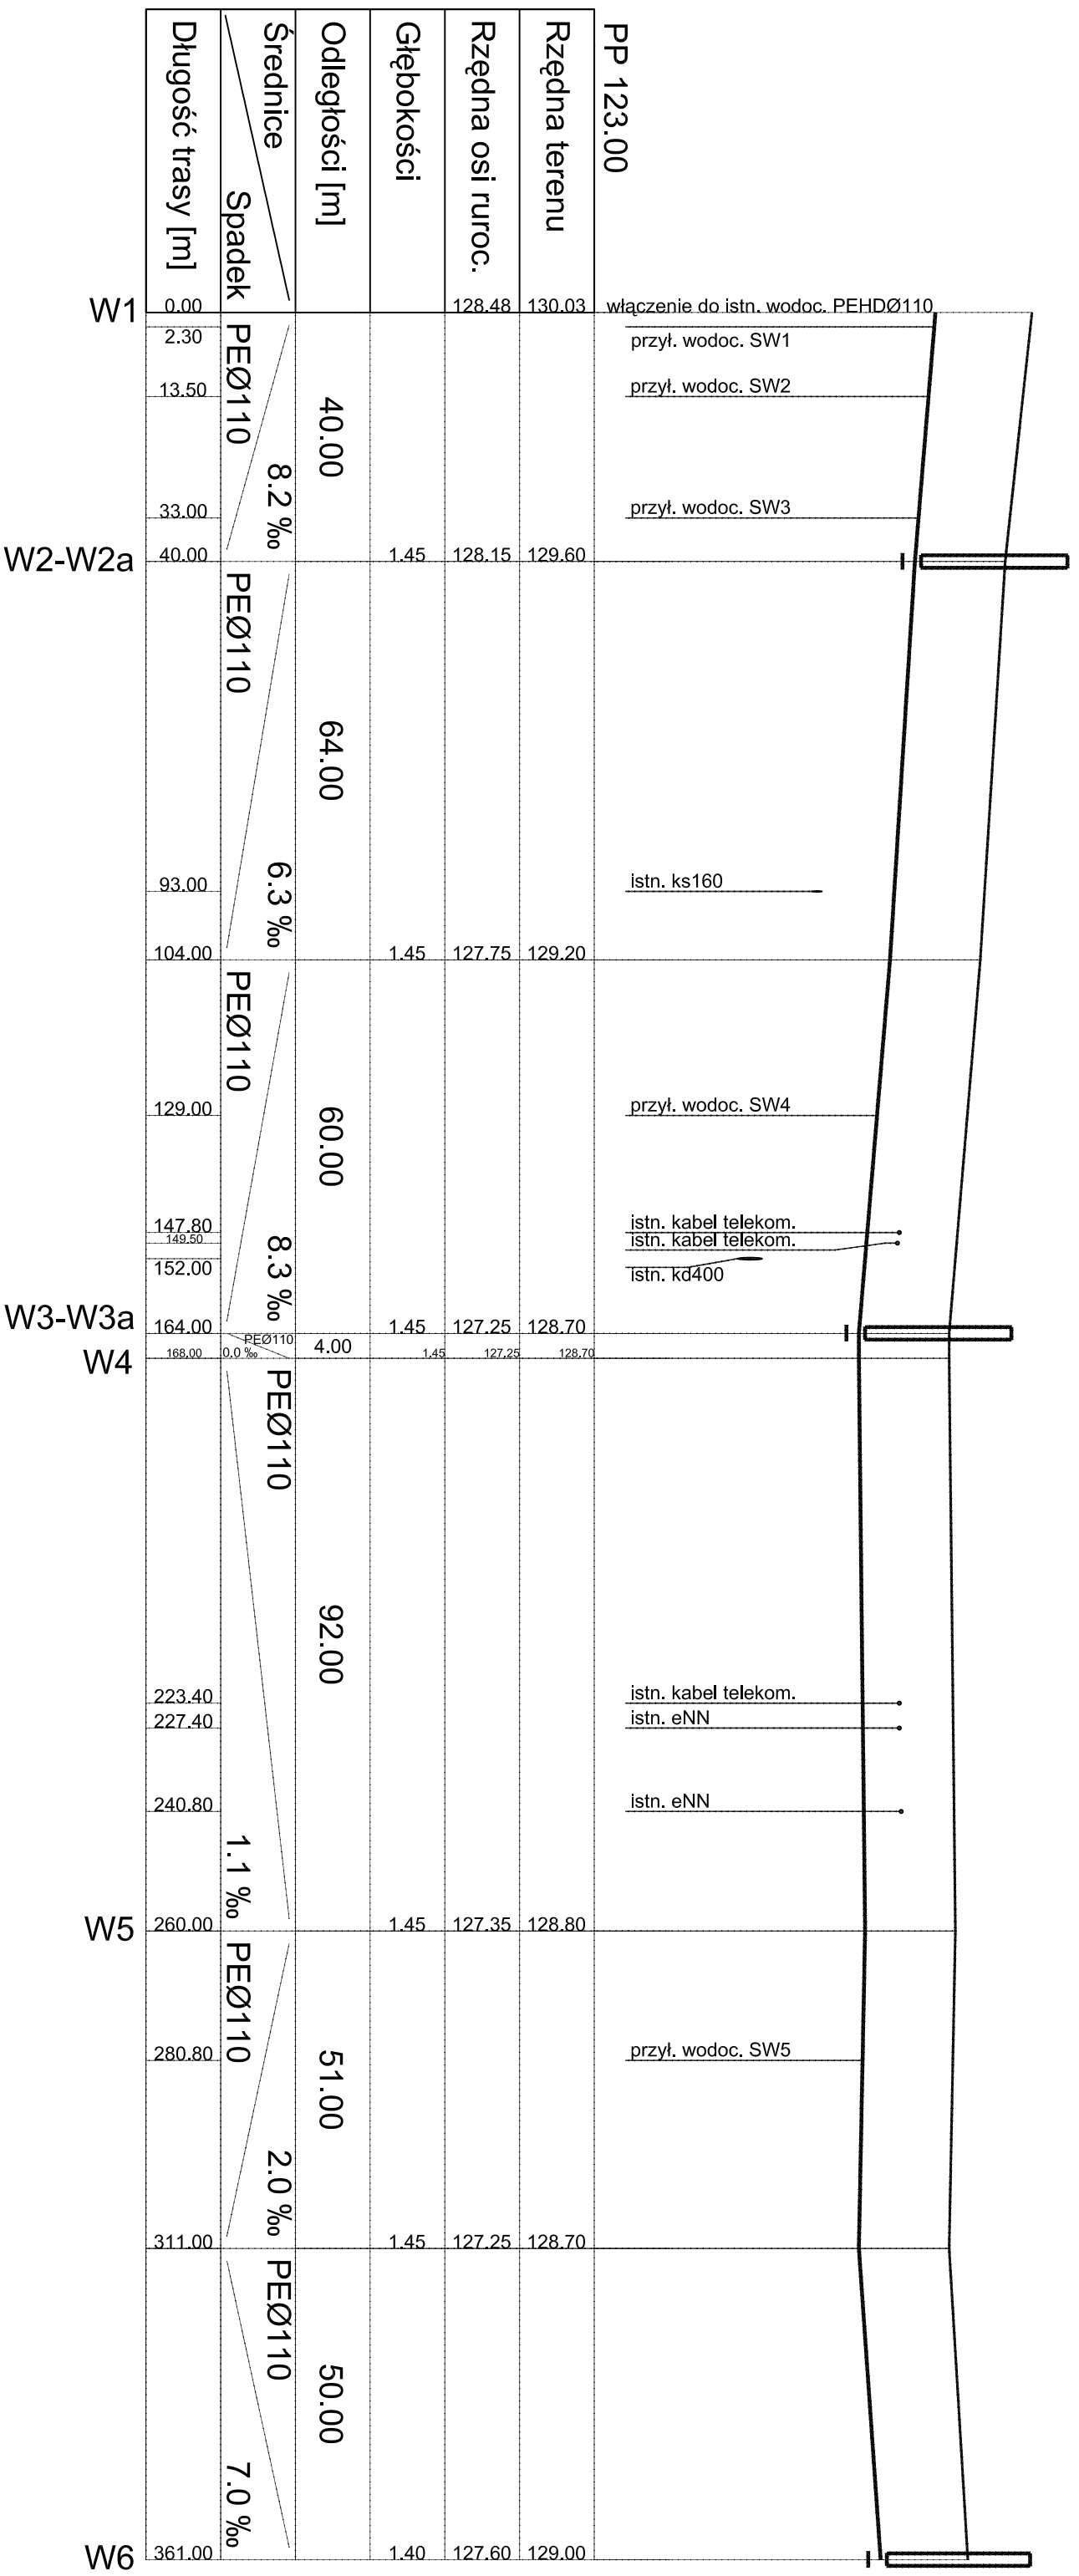 PP 123.00
Rzędna terenu
Rzędna osi ruroc.
Głębokości
Odległości [m]
Średnice
Spadek
Długość trasy [m]
W1
0.00 128.48 130.03 włączenie do istn. wodoc. PEHDØ110
2.30 przył. wodoc. SW1
PEØ110
13.50 przył. wodoc. SW2
40.00
8.2 ‰
33.00 przył. wodoc. SW3
W2-W2a
40.00 1.45 128.15 129.60
PEØ110
64.00
6.3 ‰
93.00 istn. ks160
104.00 1.45 127.75 129.20
PEØ110
129.00 przył. wodoc. SW4
60.00
8.3 ‰
147.80 istn. kabel telekom.
149.50 istn. kabel telekom.
152.00 istn. kd400
W3-W3a
164.00 1.45 127.25 128.70
PEØ110
0.0 ‰
4.00
W4
168.00 1.45 127.25 128.70
PEØ110
92.00
223.40 istn. kabel telekom.
227.40 istn. eNN
240.80 istn. eNN
1.1 ‰
W5
260.00 1.45 127.35 128.80
PEØ110
280.80 przył. wodoc. SW5
51.00
2.0 ‰
311.00 1.45 127.25 128.70
PEØ110
50.00
7.0 ‰
W6
361.00 1.40 127.60 129.00